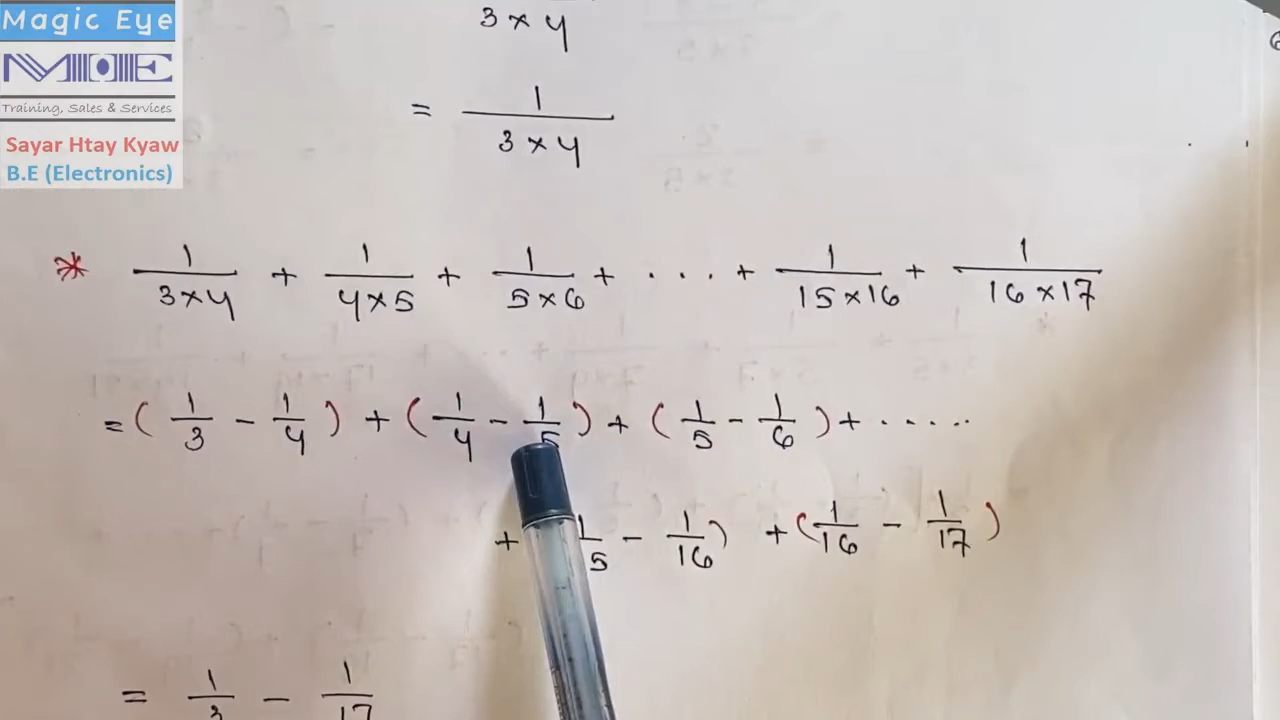 Magic Eye
MOE
Training, Sales & Services
Sayar Htay Kyaw
B.E (Electronics)
3 × 4
= 1 / 3 × 4
* 1 / 3 × 4 + 1 / 4 × 5 + 1 / 5 × 6 + . . . + 1 / 15 × 16 + 1 / 16 × 17
= ( 1/3 - 1/4 ) + ( 1/4 - 1/5 ) + ( 1/5 - 1/6 ) + . . . . .
+ 1/ 5 - 1/16 ) + ( 1/16 - 1/17 )
= 1/3 - 1/17